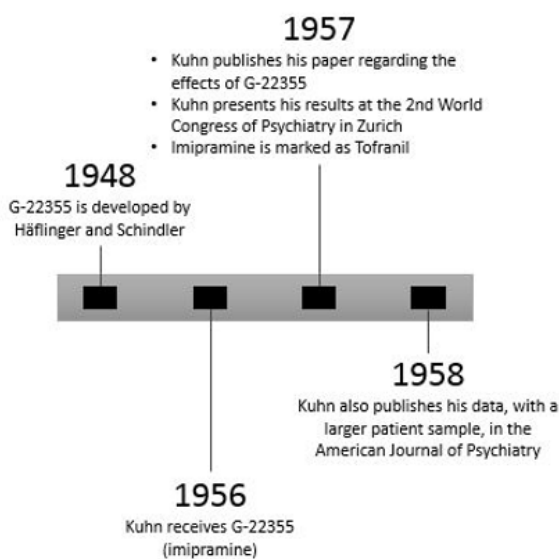 1957
• Kuhn publishes his paper regarding the
effects of G-22355
• Kuhn presents his results at the 2nd World
Congress of Psychiatry in Zurich
• Imipramine is marked as Tofranil
1948
G-22355 is developed by
Häflinger and Schindler
1958
Kuhn also publishes his data, with a
larger patient sample, in the
American Journal of Psychiatry
1956
Kuhn receives G-22355
(imipramine)